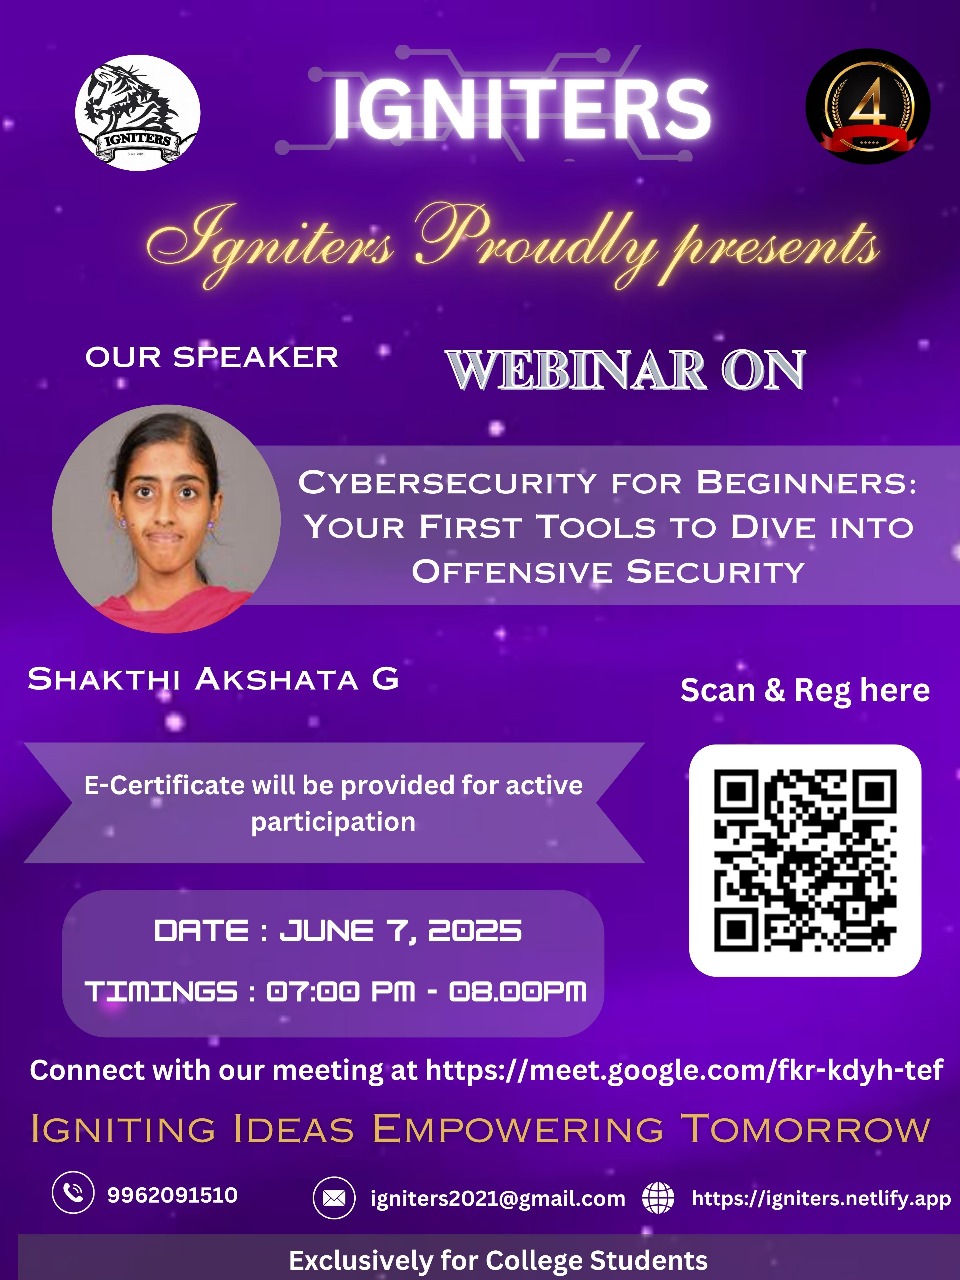 IGNITERS
IGNITERS
4
Igniters Proudly presents
OUR SPEAKER
WEBINAR ON
Cybersecurity for Beginners:
Your First Tools to Dive into
Offensive Security
Shakthi Akshata G
Scan & Reg here
E-Certificate will be provided for active
participation
DATE : JUNE 7, 2025
TIMINGS : 07:00 PM - 08.00PM
Connect with our meeting at https://meet.google.com/fkr-kdyh-tef
Igniting Ideas Empowering Tomorrow
9962091510
igniters2021@gmail.com
https://igniters.netlify.app
Exclusively for College Students